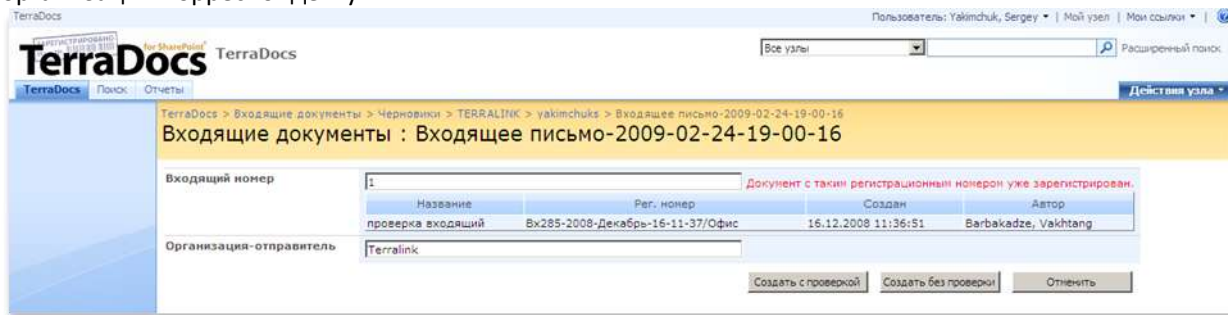 TerraDocs
Пользователь: Yakimchuk, Sergey | Мой узел | Мои ссылки |
ЗАРЕГИСТРИРОВАНО
TerraDocs for SharePoint TerraDocs
Все узлы Расширенный поиск
TerraDocs Поиск Отчеты Действия узла
TerraDocs > Входящие документы > Черновики > TERRALINK > yakimchuks > Входящее письмо-2009-02-24-19-00-16
Входящие документы : Входящее письмо-2009-02-24-19-00-16
Входящий номер 1 Документ с таким регистрационным номером уже зарегистрирован.
Название Рег. номер Создан Автор
проверка входящий Вх285-2008-Декабрь-16-11-37/Офис 16.12.2008 11:36:51 Barbakadze, Vakhtang
Организация-отправитель Terralink
Создать с проверкой Создать без проверки Отменить